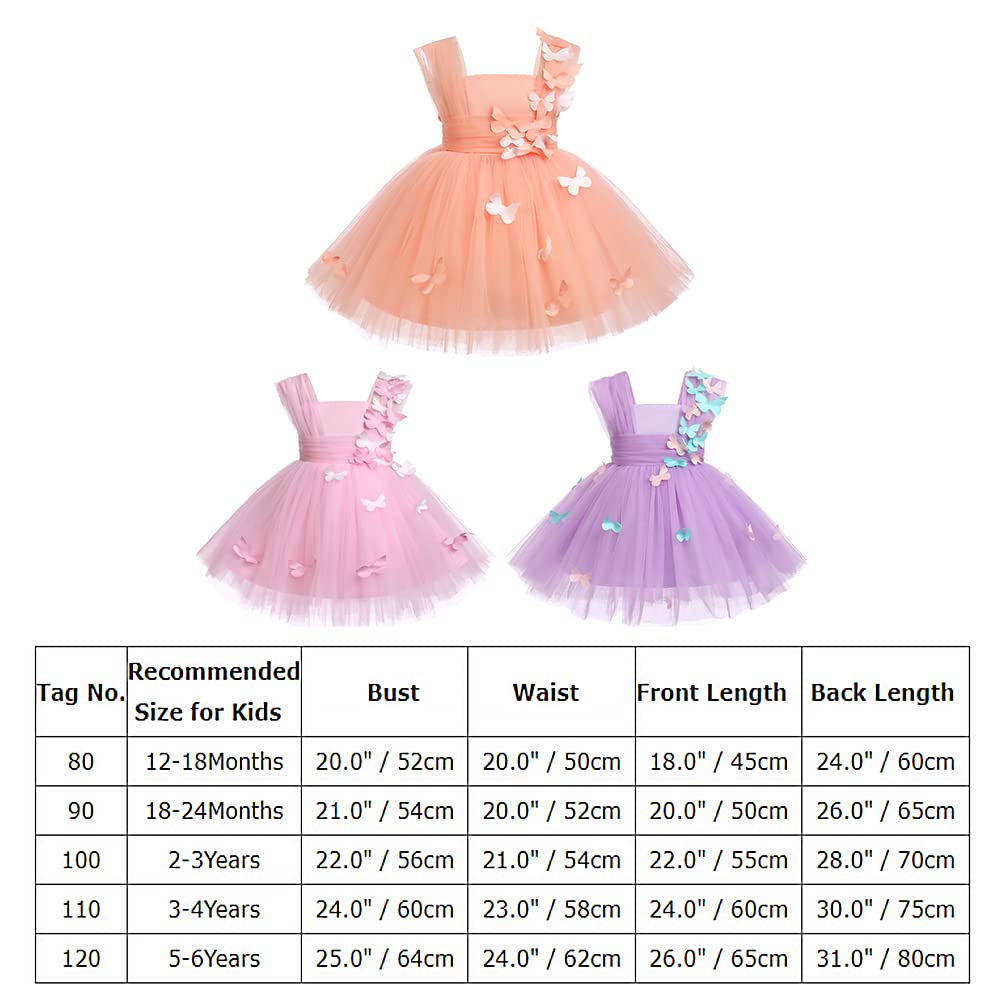 Tag No. Recommended Size for Kids Bust Waist Front Length Back Length
80 12-18Months 20.0" / 52cm 20.0" / 50cm 18.0" / 45cm 24.0" / 60cm
90 18-24Months 21.0" / 54cm 20.0" / 52cm 20.0" / 50cm 26.0" / 65cm
100 2-3Years 22.0" / 56cm 21.0" / 54cm 22.0" / 55cm 28.0" / 70cm
110 3-4Years 24.0" / 60cm 23.0" / 58cm 24.0" / 60cm 30.0" / 75cm
120 5-6Years 25.0" / 64cm 24.0" / 62cm 26.0" / 65cm 31.0" / 80cm